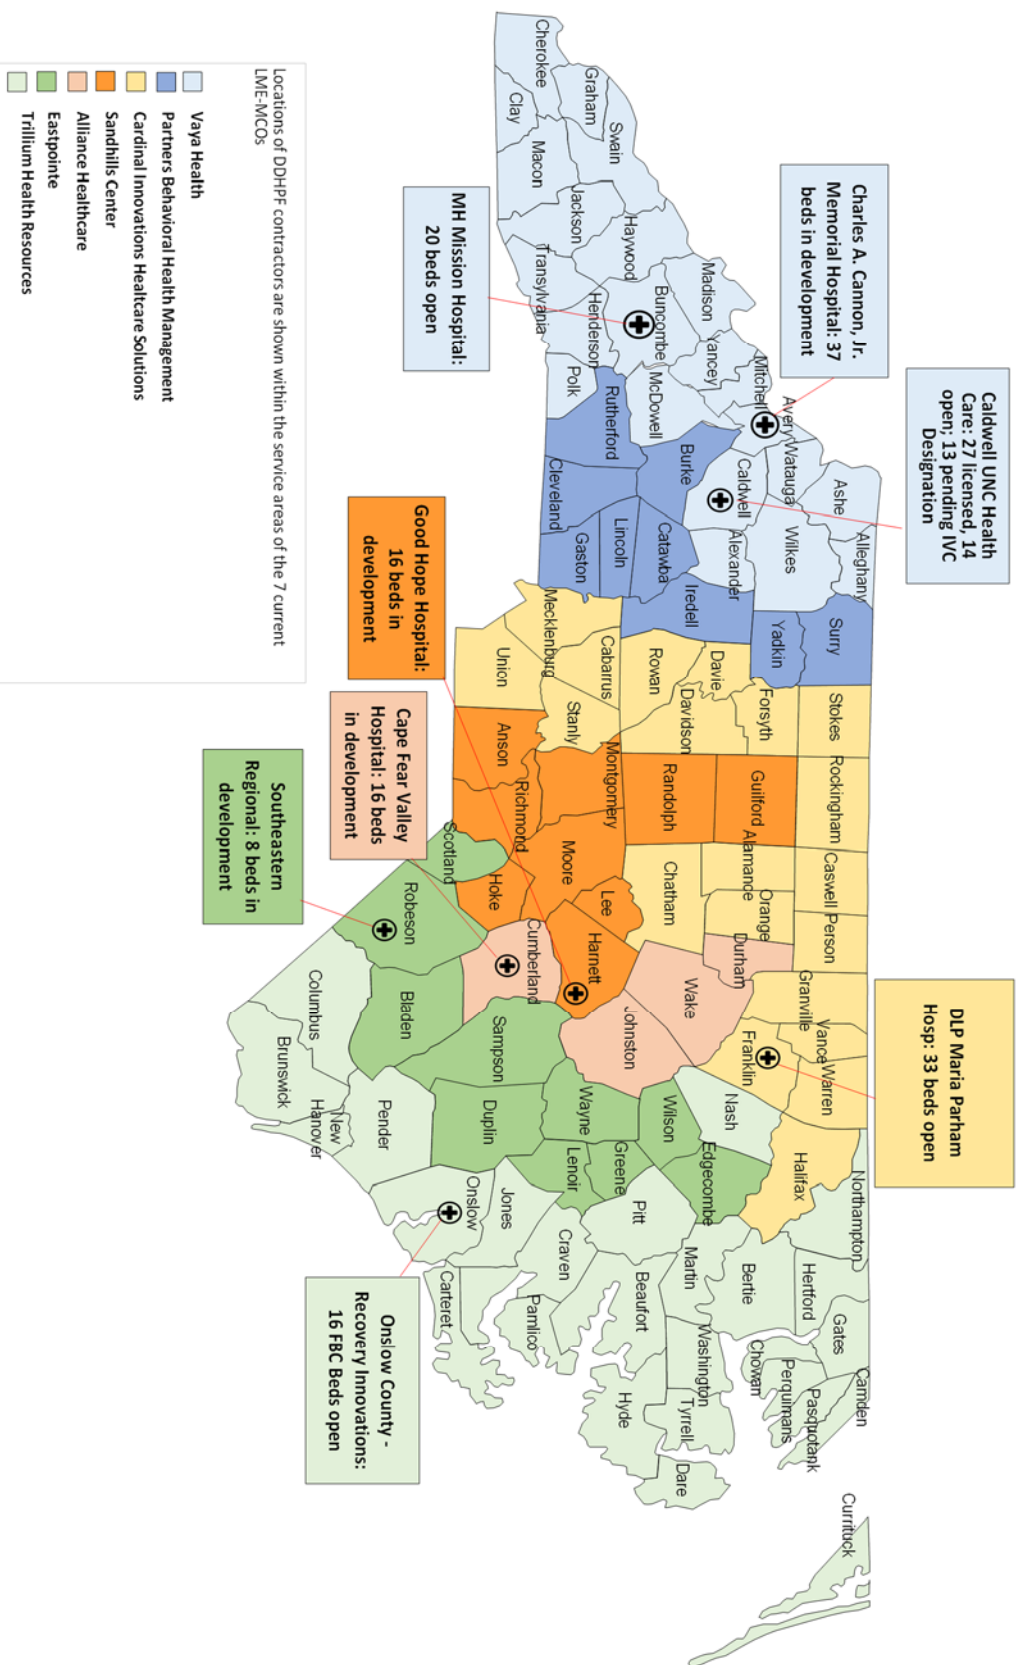 Charles A. Cannon, Jr.
Memorial Hospital: 37
beds in development
Caldwell UNC Health
Care: 27 licensed, 14
open; 13 pending IVC
Designation
DLP Maria Parham
Hosp: 33 beds open
Cherokee
Graham
Swain
Clay
Macon
Jackson
Haywood
Transylvania
Madison
Buncombe
Henderson
Yancey
Mitchell
Avery
McDowell
Polk
Rutherford
Burke
Caldwell
Watauga
Ashe
Alleghany
Wilkes
Alexander
Cleveland
Lincoln
Gaston
Catawba
Iredell
Surry
Yadkin
Mecklenburg
Cabarrus
Union
Stanly
Rowan
Davie
Davidson
Forsyth
Stokes
Rockingham
Guilford
Randolph
Montgomery
Anson
Richmond
Scotland
Hoke
Moore
Lee
Chatham
Alamance
Orange
Caswell
Person
Durham
Granville
Vance
Warren
Franklin
Wake
Harnett
Johnston
Cumberland
Robeson
Bladen
Columbus
Brunswick
New
Hanover
Pender
Sampson
Duplin
Wayne
Wilson
Nash
Edgecombe
Halifax
Northampton
Greene
Lenoir
Pitt
Jones
Onslow
Craven
Carteret
Pamlico
Beaufort
Martin
Bertie
Hertford
Gates
Chowan
Perquimans
Pasquotank
Camden
Currituck
Washington
Tyrrell
Hyde
Dare
MH Mission Hospital:
20 beds open
Good Hope Hospital:
16 beds in
development
Cape Fear Valley
Hospital: 16 beds
in development
Southeastern
Regional: 8 beds in
development
Onslow County -
Recovery Innovations:
16 FBC Beds open
Locations of DDHPF contractors are shown within the service areas of the 7 current
LME-MCOs
Vaya Health
Partners Behavioral Health Management
Cardinal Innovations Healtcare Solutions
Sandhills Center
Alliance Healthcare
Eastpointe
Trillium Health Resources